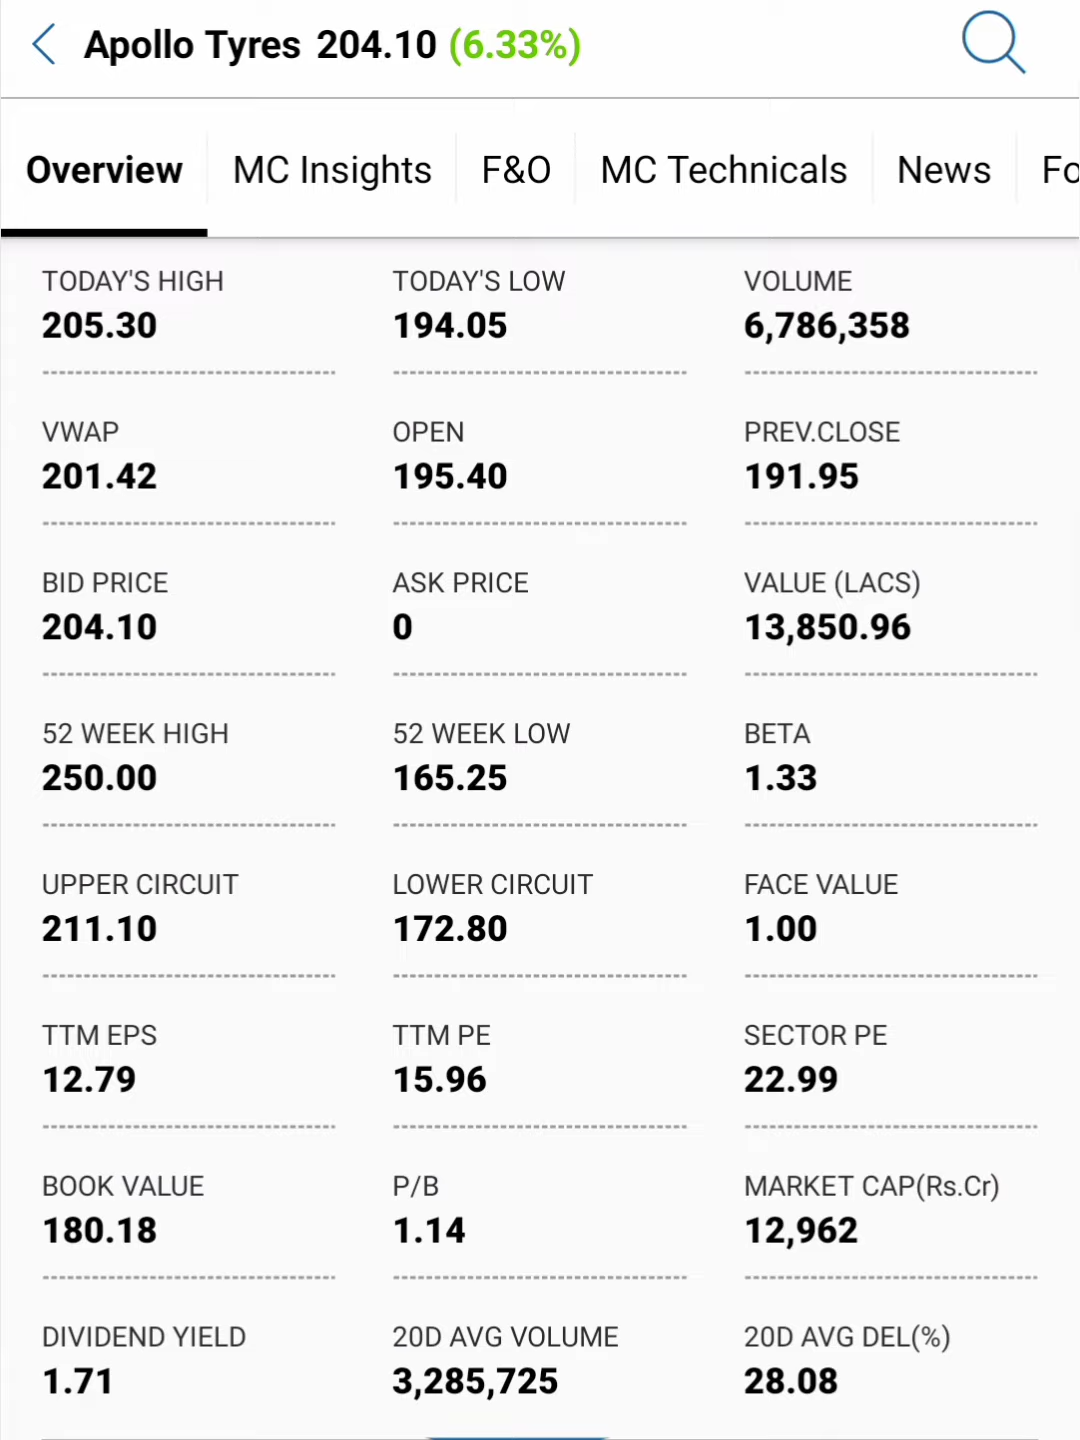 Apollo Tyres 204.10 (6.33%)
Overview MC Insights F&O MC Technicals News Fo
TODAY'S HIGH TODAY'S LOW VOLUME
205.30 194.05 6,786,358
VWAP OPEN PREV.CLOSE
201.42 195.40 191.95
BID PRICE ASK PRICE VALUE (LACS)
204.10 0 13,850.96
52 WEEK HIGH 52 WEEK LOW BETA
250.00 165.25 1.33
UPPER CIRCUIT LOWER CIRCUIT FACE VALUE
211.10 172.80 1.00
TTM EPS TTM PE SECTOR PE
12.79 15.96 22.99
BOOK VALUE P/B MARKET CAP(Rs.Cr)
180.18 1.14 12,962
DIVIDEND YIELD 20D AVG VOLUME 20D AVG DEL(%)
1.71 3,285,725 28.08